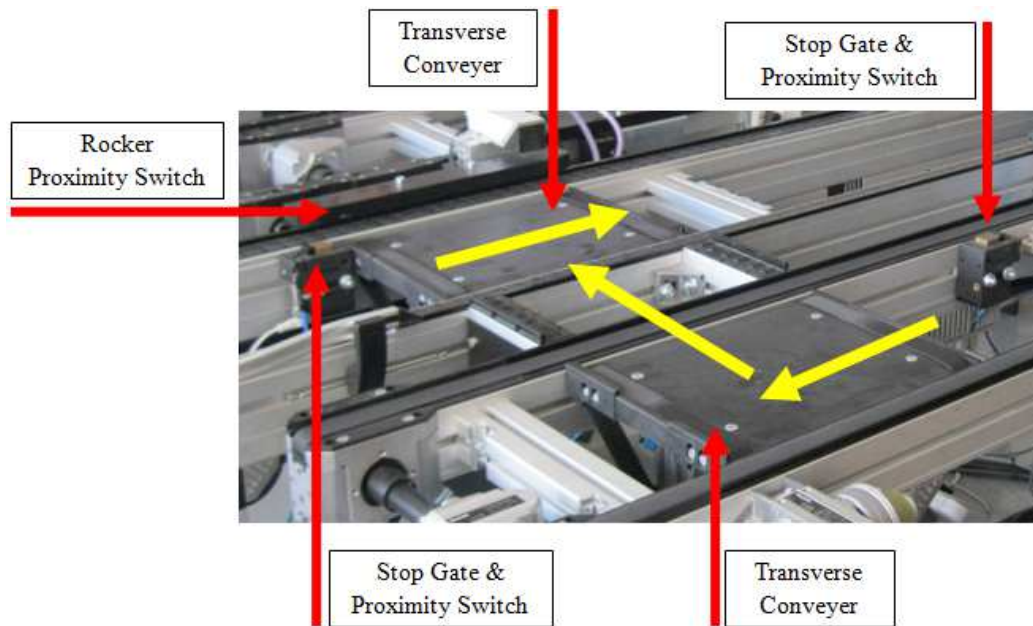 Transverse
Conveyer
Stop Gate &
Proximity Switch
Rocker
Proximity Switch
Stop Gate &
Proximity Switch
Transverse
Conveyer